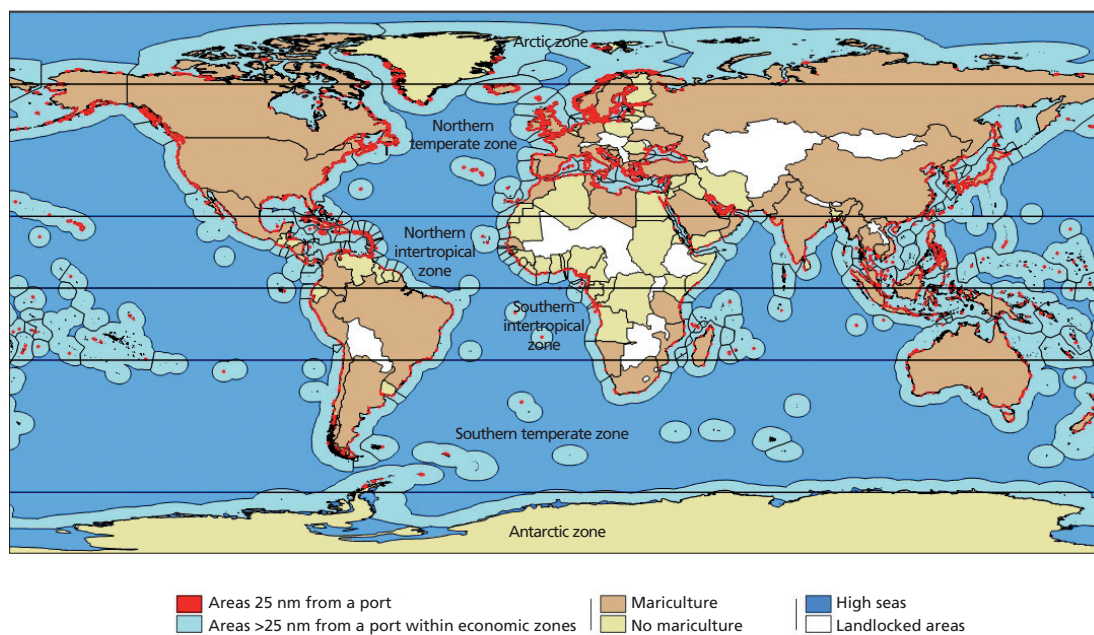 Arctic zone
Northern
temperate zone
Northern
intertropical
zone
Southern
intertropical
zone
Southern temperate zone
Antarctic zone
Areas 25 nm from a port
Areas >25 nm from a port within economic zones
Mariculture
No mariculture
High seas
Landlocked areas